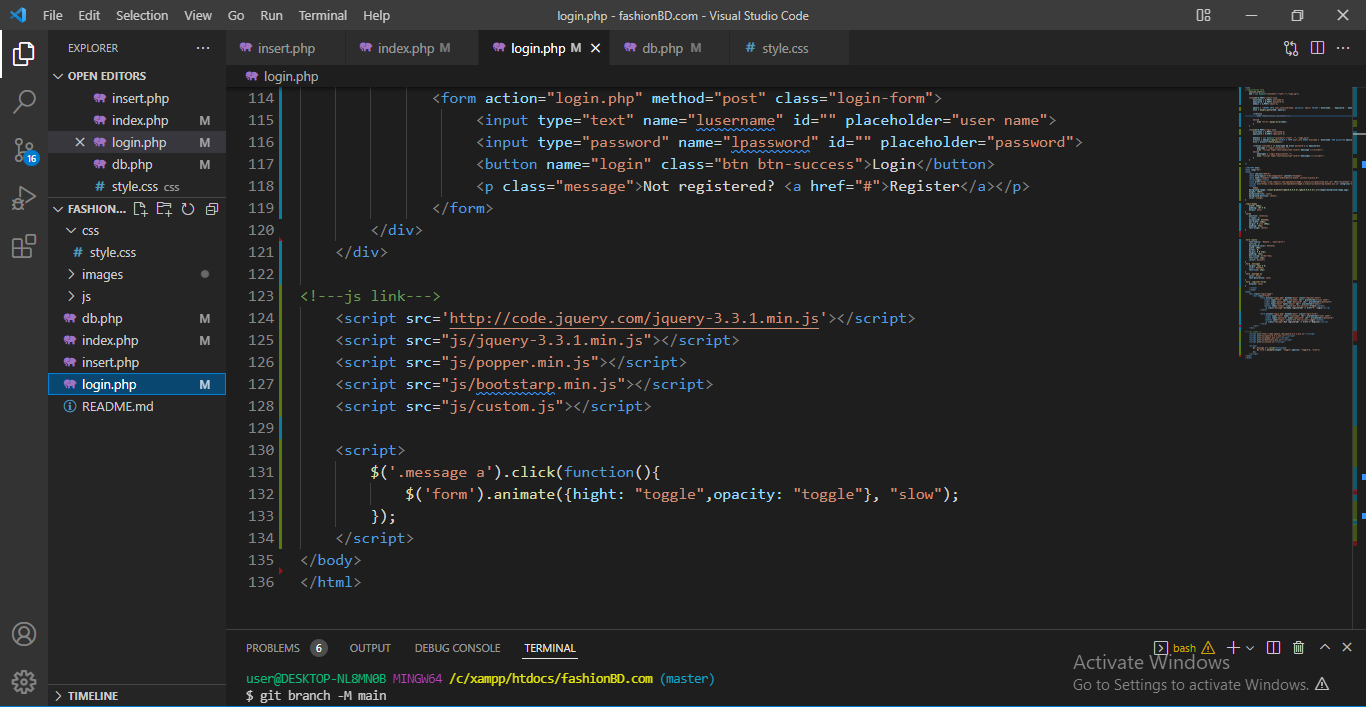 File Edit Selection View Go Run Terminal Help login.php - fashionBD.com - Visual Studio Code
EXPLORER ···
insert.php index.php M login.php M db.php M # style.css
OPEN EDITORS
insert.php
index.php M
login.php M
db.php M
# style.css css
FASHION...
css
# style.css
images
js
db.php M
index.php M
insert.php
login.php M
README.md
TIMELINE
16
login.php
114 <form action="login.php" method="post" class="login-form">
115 <input type="text" name="lusername" id="" placeholder="user name">
116 <input type="password" name="lpassword" id="" placeholder="password">
117 <button name="login" class="btn btn-success">Login</button>
118 <p class="message">Not registered? <a href="#">Register</a></p>
119 </form>
120 </div>
121 </div>
122
123 <!---js link--->
124 <script src='http://code.jquery.com/jquery-3.3.1.min.js'></script>
125 <script src="js/jquery-3.3.1.min.js"></script>
126 <script src="js/popper.min.js"></script>
127 <script src="js/bootstarp.min.js"></script>
128 <script src="js/custom.js"></script>
129
130 <script>
131 $('.message a').click(function(){
132 $('form').animate({hight: "toggle",opacity: "toggle"}, "slow");
133 });
134 </script>
135 </body>
136 </html>
PROBLEMS 6 OUTPUT DEBUG CONSOLE TERMINAL bash
user@DESKTOP-NL8MN0B MINGW64 /c/xampp/htdocs/fashionBD.com (master)
$ git branch -M main
Activate Windows
Go to Settings to activate Windows.